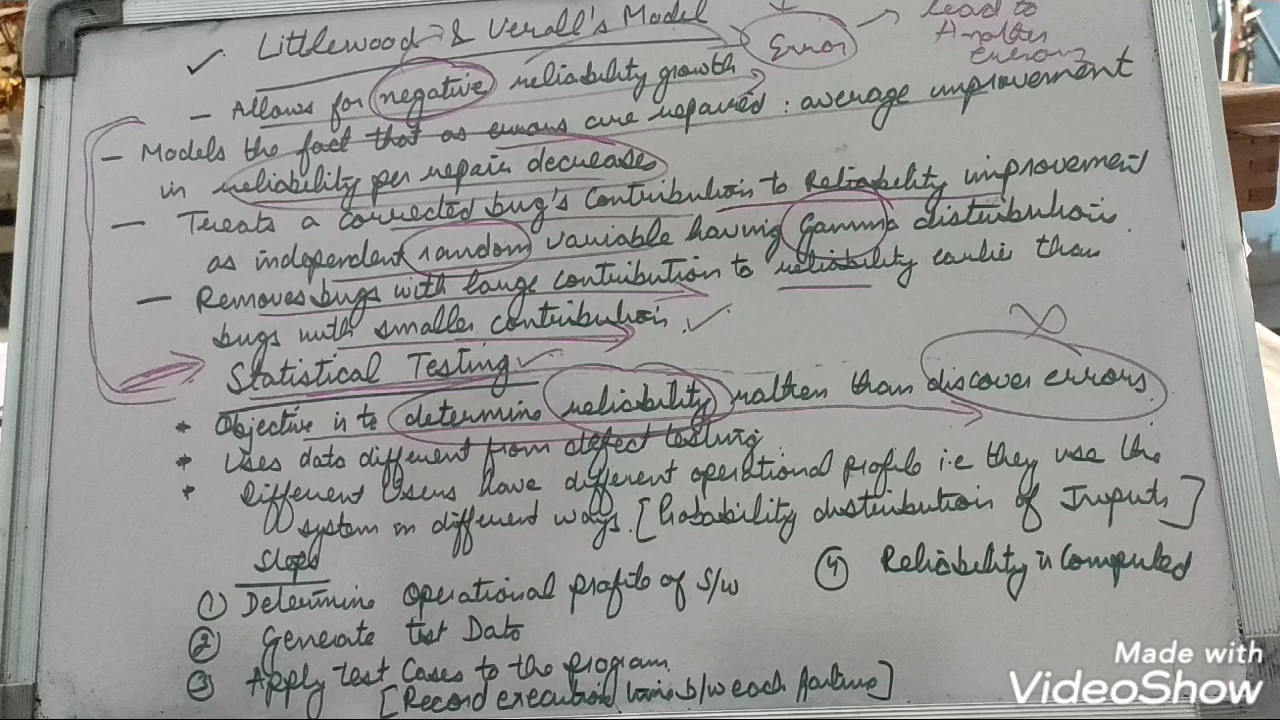 Littlewood & Verall's Model
Error
lead to
Another
errors
- Allows for negative reliability growth
- Models the fact that as errors are repaired : average improvement
in reliability per repair decreases
- Treats a corrected bug's contribution to Reliability improvement
as independent random variable having Gamma distribution
- Removes bugs with large contribution to reliability earlier than
bugs with smaller contribution.
Statistical Testing
* Objective is to determine reliability rather than discover errors.
* Uses data different from defect testing
* Different Users have different operational profile i.e they use the
system in different ways. [Probability distribution of Inputs]
Steps
① Determine Operational profile of S/w
② Generate test Data
③ Apply test Cases to the program.
[Record execution time b/w each failure]
④ Reliability is Computed
Made with
VideoShow